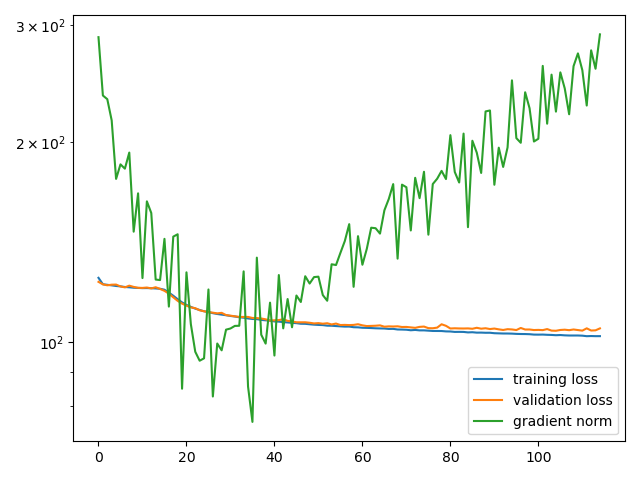 3 × 10²
2 × 10²
10²
0
20
40
60
80
100
training loss
validation loss
gradient norm